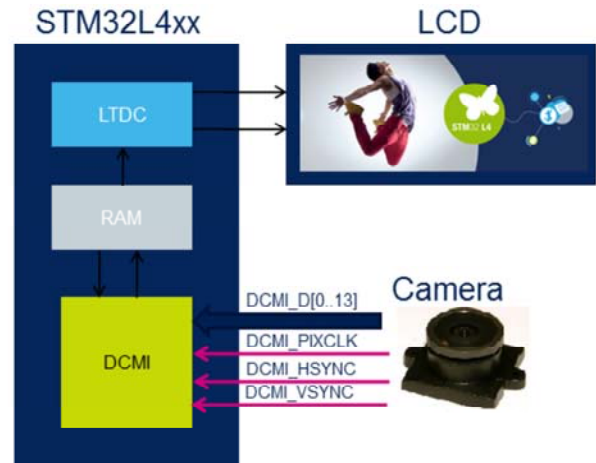 STM32L4xx
LCD
LTDC
STM32 L4
RAM
DCMI_D[0..13]
Camera
DCMI
DCMI_PIXCLK
DCMI_HSYNC
DCMI_VSYNC